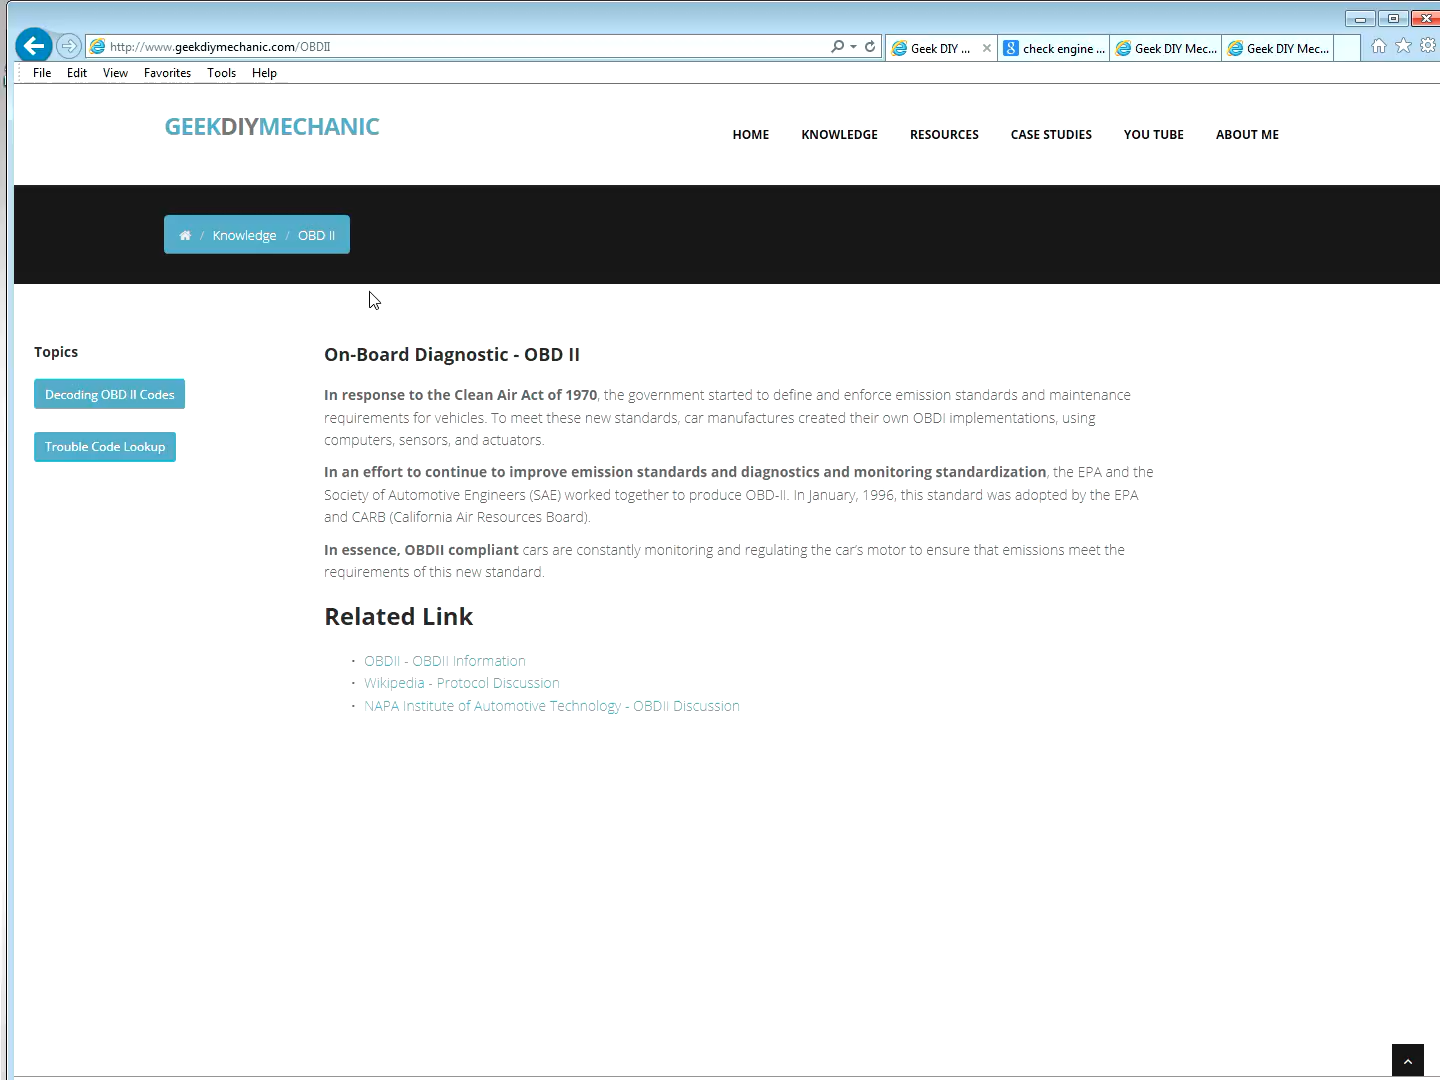 http://www.geekdiymechanic.com/OBDII
Geek DIY ...
check engine ...
Geek DIY Mec...
Geek DIY Mec...
File Edit View Favorites Tools Help
GEEKDIYMECHANIC
HOME KNOWLEDGE RESOURCES CASE STUDIES YOU TUBE ABOUT ME
/ Knowledge / OBD II
Topics
Decoding OBD II Codes
Trouble Code Lookup
On-Board Diagnostic - OBD II
In response to the Clean Air Act of 1970, the government started to define and enforce emission standards and maintenance
requirements for vehicles. To meet these new standards, car manufactures created their own OBDI implementations, using
computers, sensors, and actuators.
In an effort to continue to improve emission standards and diagnostics and monitoring standardization, the EPA and the
Society of Automotive Engineers (SAE) worked together to produce OBD-II. In January, 1996, this standard was adopted by the EPA
and CARB (California Air Resources Board).
In essence, OBDII compliant cars are constantly monitoring and regulating the car's motor to ensure that emissions meet the
requirements of this new standard.
Related Link
• OBDII - OBDII Information
• Wikipedia - Protocol Discussion
• NAPA Institute of Automotive Technology - OBDII Discussion